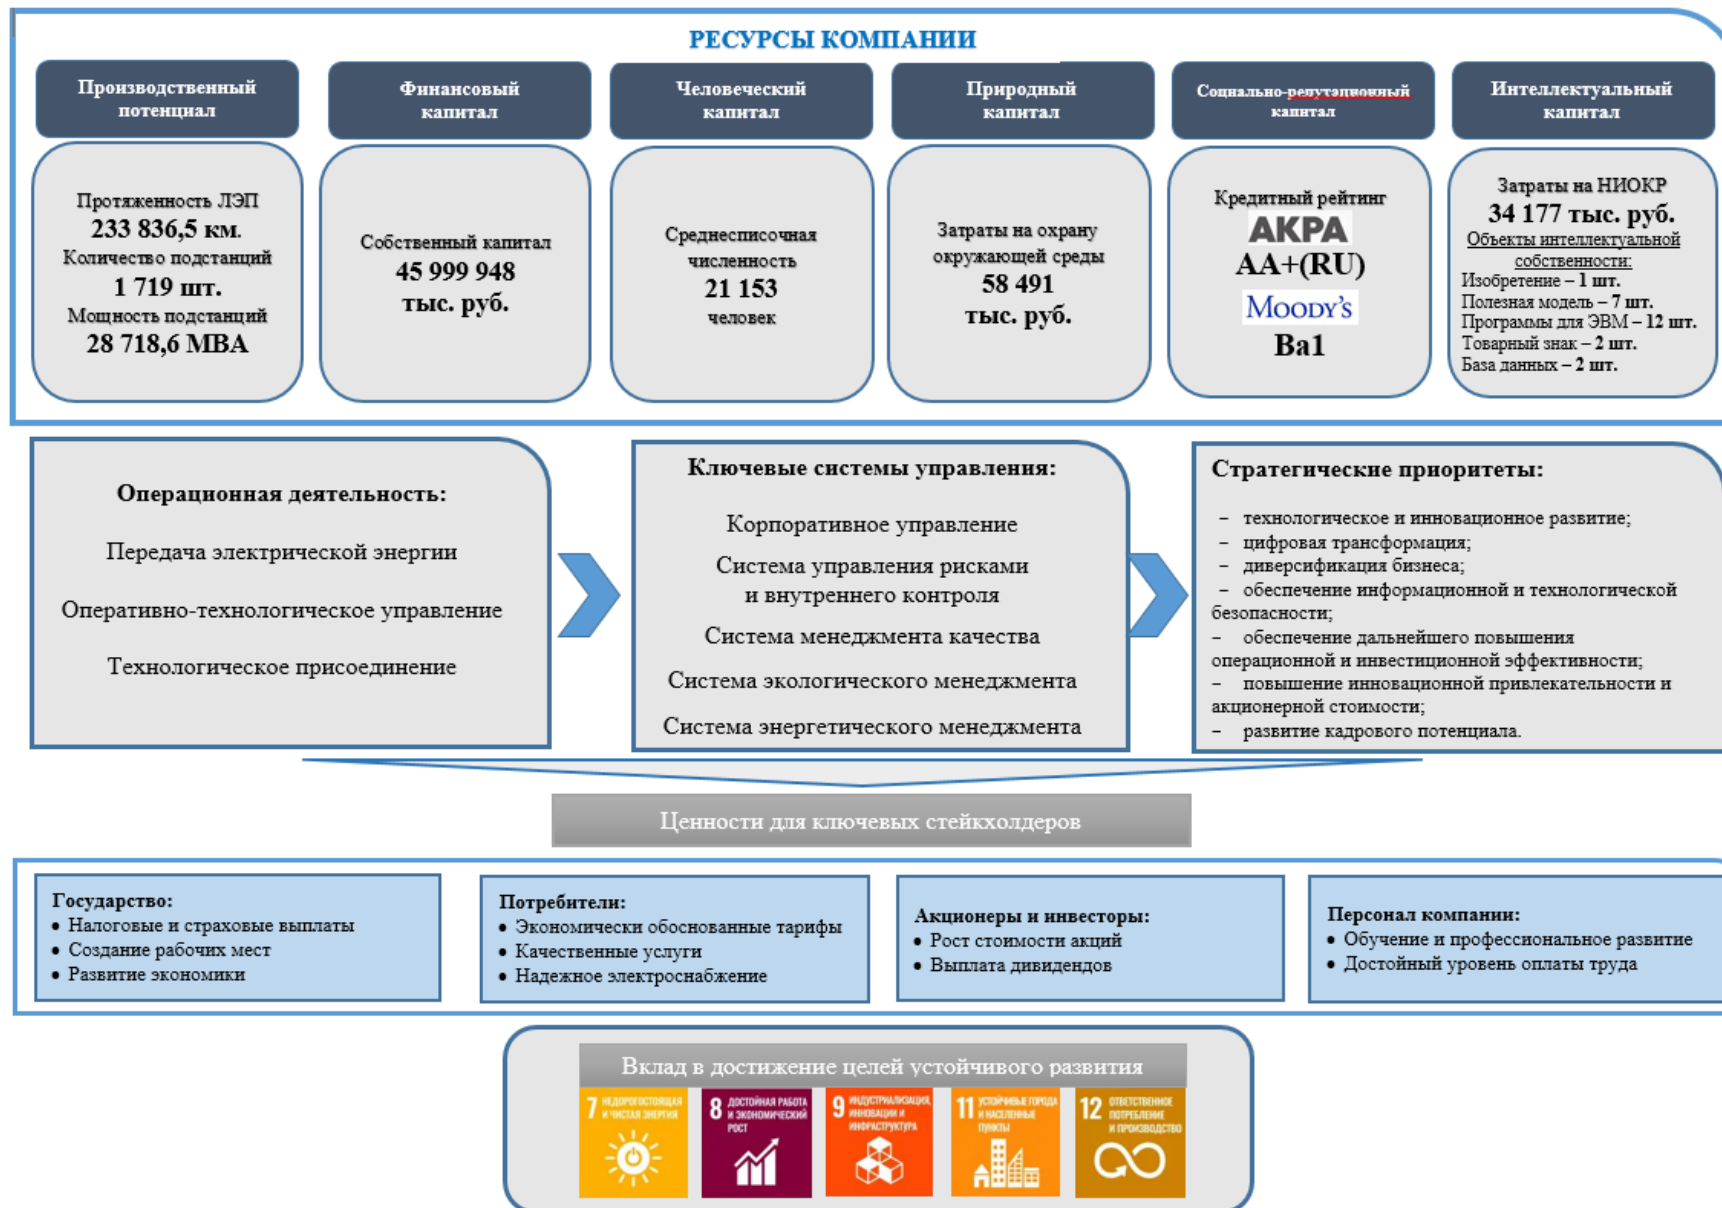 РЕСУРСЫ КОМПАНИИ
Производственный
потенциал
Финансовый
капитал
Человеческий
капитал
Природный
капитал
Социально-репутационный
капитал
Интеллектуальный
капитал
Протяженность ЛЭП
233 836,5 км.
Количество подстанций
1 719 шт.
Мощность подстанций
28 718,6 МВА
Собственный капитал
45 999 948
тыс. руб.
Среднесписочная
численность
21 153
человек
Затраты на охрану
окружающей среды
58 491
тыс. руб.
Кредитный рейтинг
АКРА
AA+(RU)
MOODY'S
Ba1
Затраты на НИОКР
34 177 тыс. руб.
Объекты интеллектуальной
собственности:
Изобретение – 1 шт.
Полезная модель – 7 шт.
Программы для ЭВМ – 12 шт.
Товарный знак – 2 шт.
База данных – 2 шт.
Операционная деятельность:
Передача электрической энергии
Оперативно-технологическое управление
Технологическое присоединение
Ключевые системы управления:
Корпоративное управление
Система управления рисками
и внутреннего контроля
Система менеджмента качества
Система экологического менеджмента
Система энергетического менеджмента
Стратегические приоритеты:
– технологическое и инновационное развитие;
– цифровая трансформация;
– диверсификация бизнеса;
– обеспечение информационной и технологической
безопасности;
– обеспечение дальнейшего повышения
операционной и инвестиционной эффективности;
– повышение инновационной привлекательности и
акционерной стоимости;
– развитие кадрового потенциала.
Ценности для ключевых стейкхолдеров
Государство:
• Налоговые и страховые выплаты
• Создание рабочих мест
• Развитие экономики
Потребители:
• Экономически обоснованные тарифы
• Качественные услуги
• Надежное электроснабжение
Акционеры и инвесторы:
• Рост стоимости акций
• Выплата дивидендов
Персонал компании:
• Обучение и профессиональное развитие
• Достойный уровень оплаты труда
Вклад в достижение целей устойчивого развития
7 НЕДОРОГОСТОЯЩАЯ
И ЧИСТАЯ ЭНЕРГИЯ
8 ДОСТОЙНАЯ РАБОТА
И ЭКОНОМИЧЕСКИЙ
РОСТ
9 ИНДУСТРИАЛИЗАЦИЯ,
ИННОВАЦИИ И
ИНФРАСТРУКТУРА
11 УСТОЙЧИВЫЕ ГОРОДА
И НАСЕЛЕННЫЕ
ПУНКТЫ
12 ОТВЕТСТВЕННОЕ
ПОТРЕБЛЕНИЕ
И ПРОИЗВОДСТВО